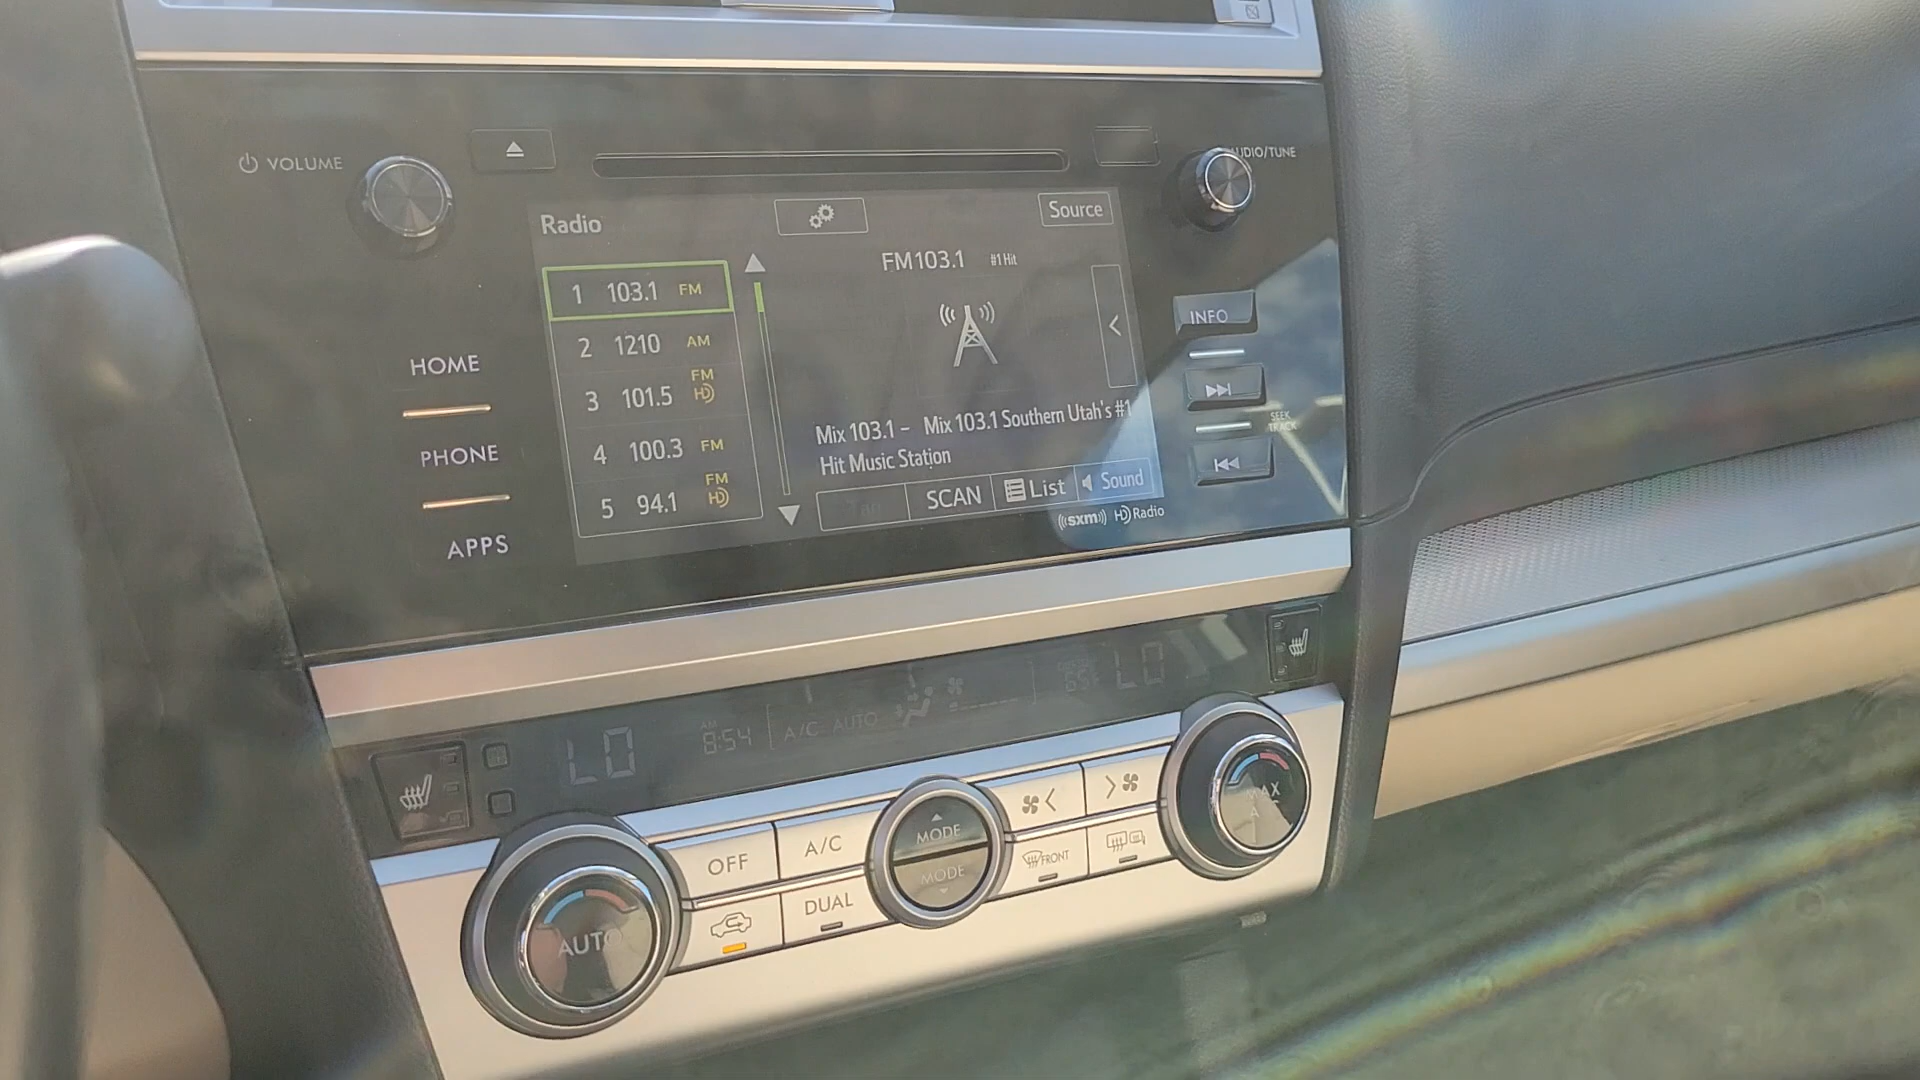 VOLUME
AUDIO/TUNE
Radio
Source
FM103.1 #1 Hit
1 103.1 FM
2 1210 AM
3 101.5 FM HD
4 100.3 FM
5 94.1 FM HD
Mix 103.1 - Mix 103.1 Southern Utah's #1
Hit Music Station
Tag SCAN List Sound
sxm HD Radio
HOME
PHONE
APPS
INFO
SEEK
TRACK
LO
AM
8:54
A/C AUTO
LO
OFF
A/C
MODE
MODE
DUAL
FRONT
AUTO
MAX